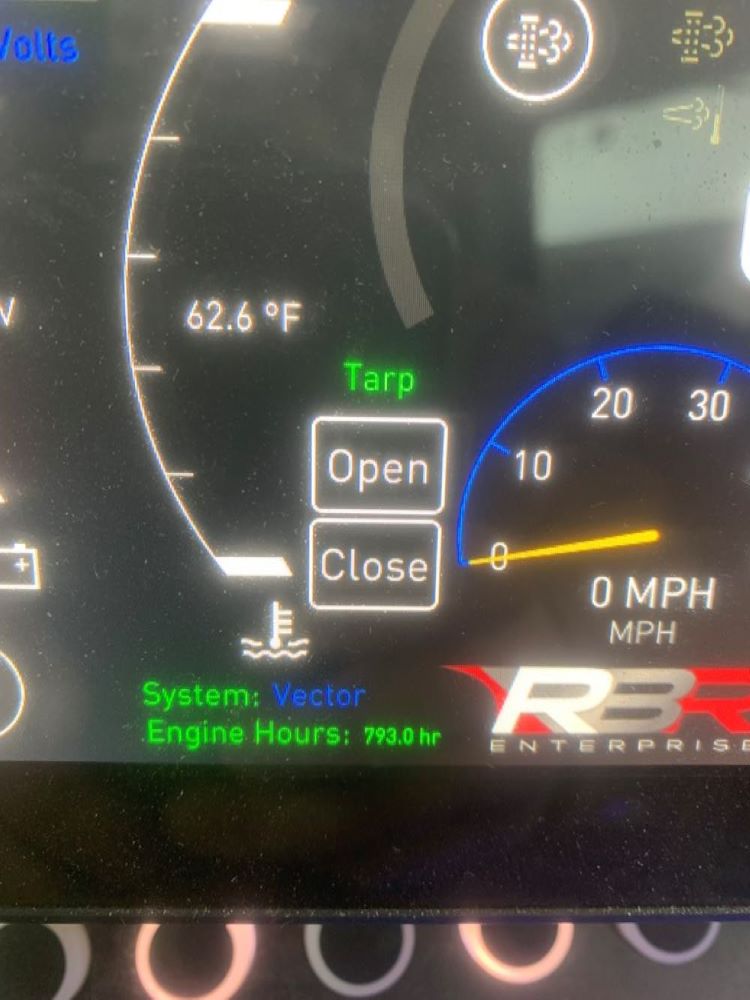 Volts
62.6 °F
Tarp
Open
Close
20
30
10
0
0 MPH
MPH
System: Vector
Engine Hours: 793.0 hr
RBR
ENTERPRISE